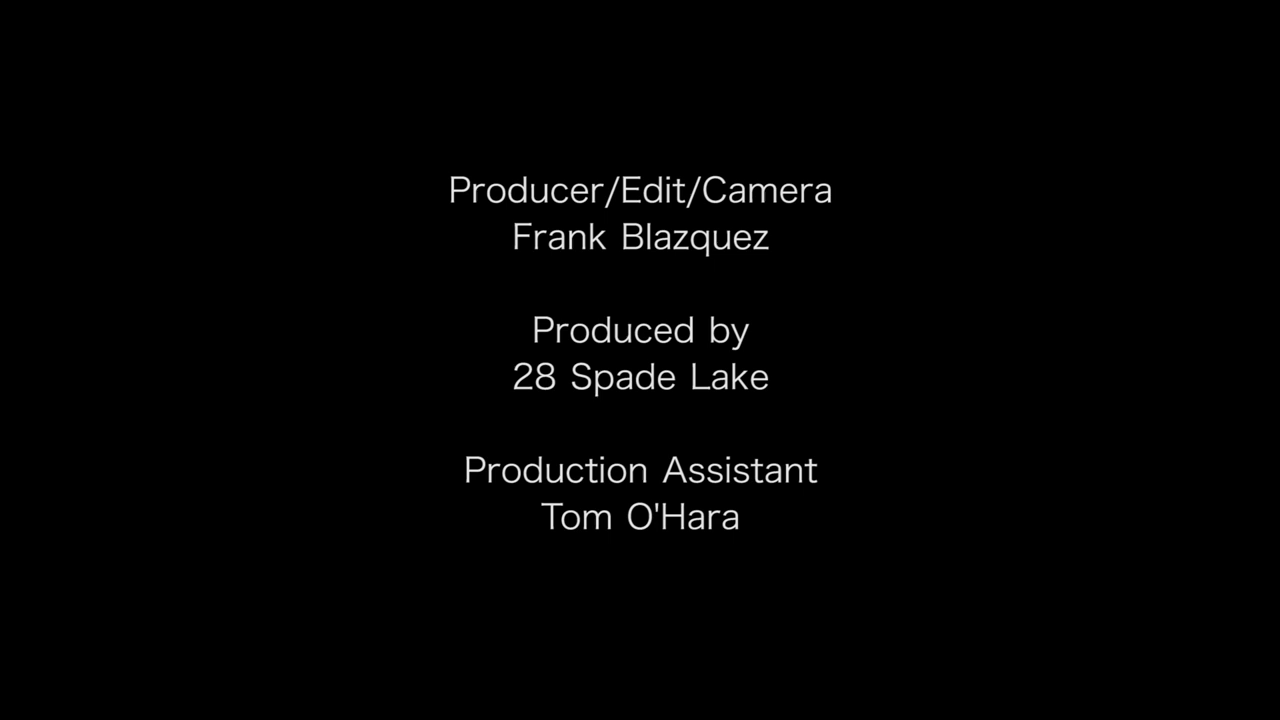 Producer/Edit/Camera
Frank Blazquez
Produced by
28 Spade Lake
Production Assistant
Tom O'Hara